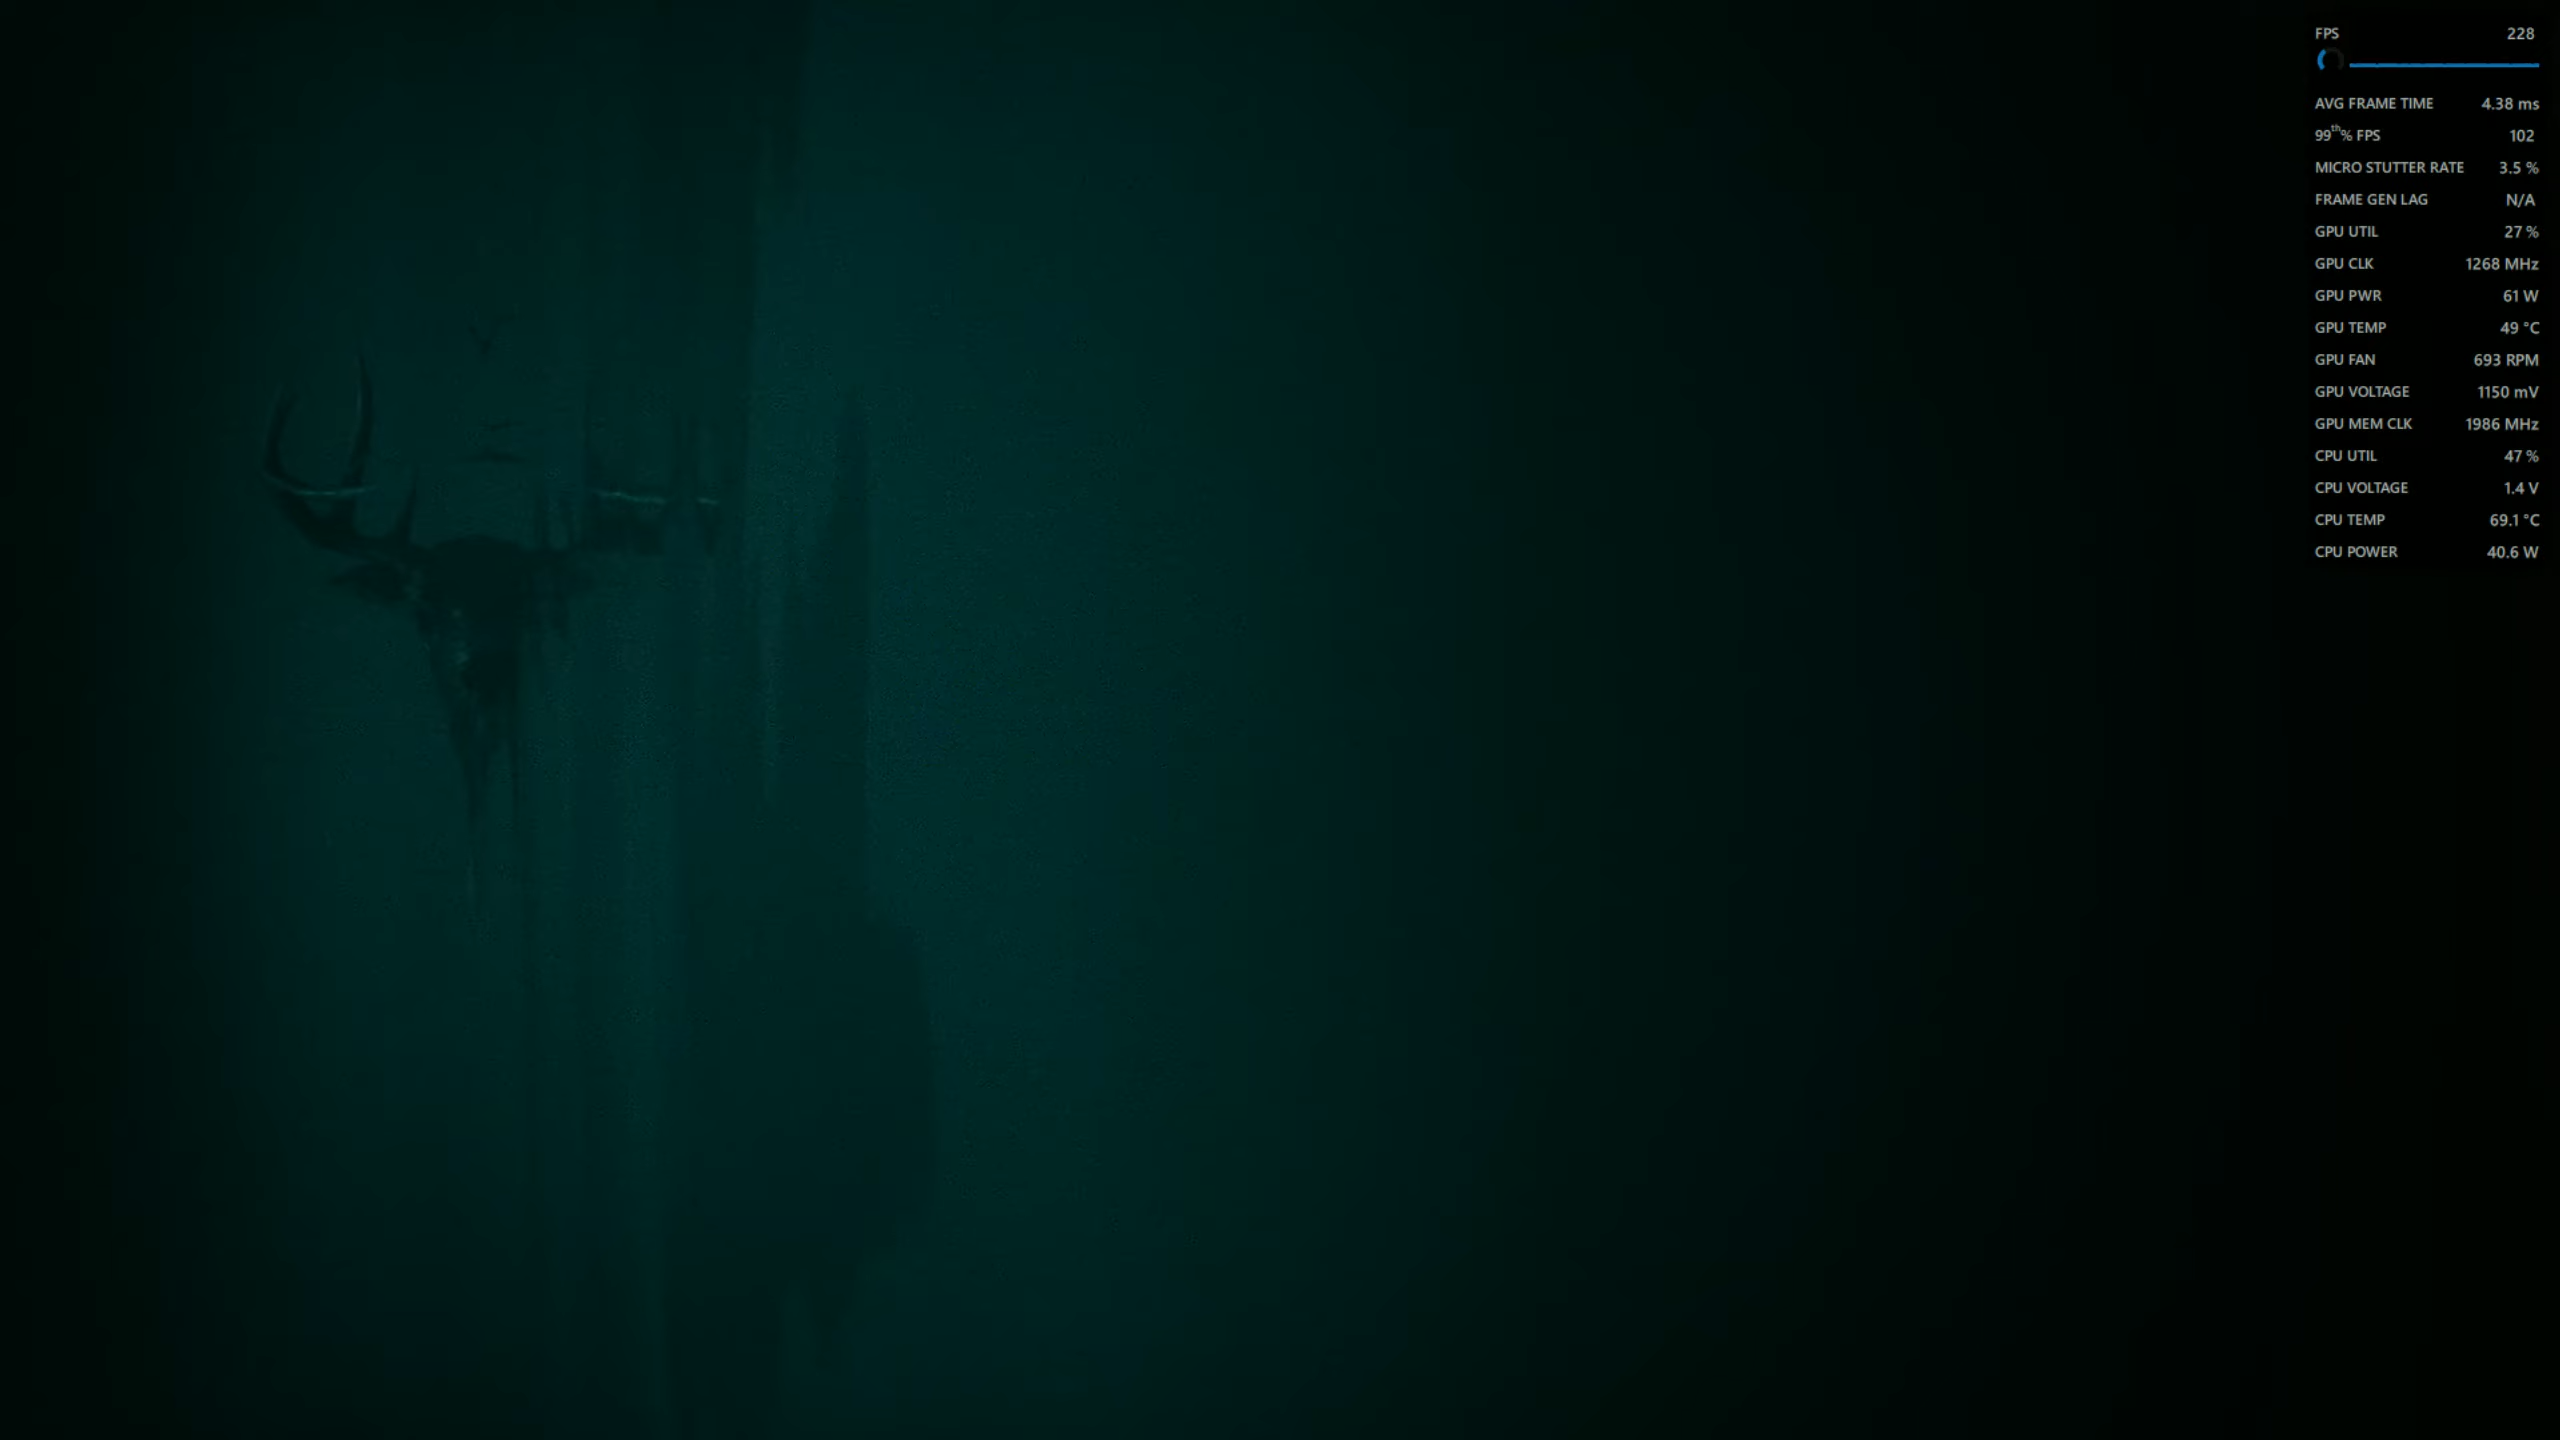 FPS 228
AVG FRAME TIME 4.38 ms
99th% FPS 102
MICRO STUTTER RATE 3.5 %
FRAME GEN LAG N/A
GPU UTIL 27 %
GPU CLK 1268 MHz
GPU PWR 61 W
GPU TEMP 49 °C
GPU FAN 693 RPM
GPU VOLTAGE 1150 mV
GPU MEM CLK 1986 MHz
CPU UTIL 47 %
CPU VOLTAGE 1.4 V
CPU TEMP 69.1 °C
CPU POWER 40.6 W